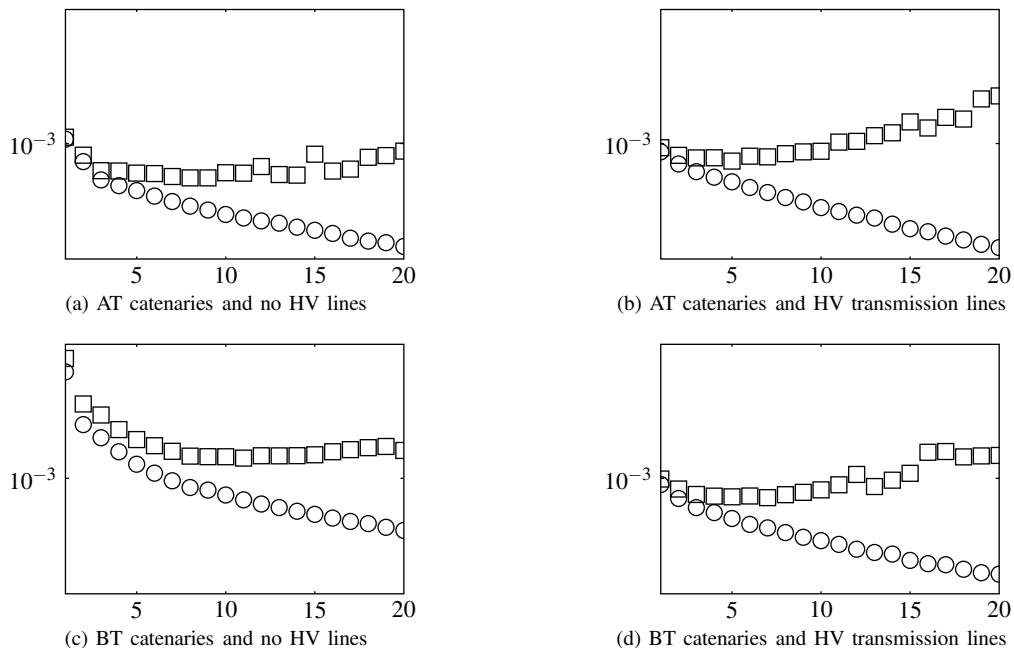 10⁻³
5 10 15 20
(a) AT catenaries and no HV lines
10⁻³
5 10 15 20
(b) AT catenaries and HV transmission lines
10⁻³
5 10 15 20
(c) BT catenaries and no HV lines
10⁻³
5 10 15 20
(d) BT catenaries and HV transmission lines